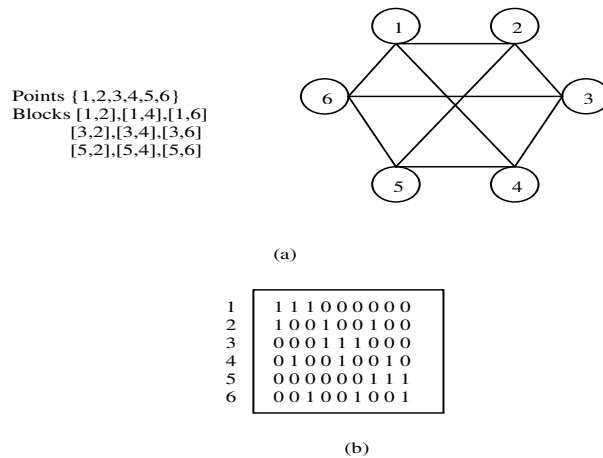 1 2
Points {1,2,3,4,5,6}
Blocks [1,2],[1,4],[1,6]
[3,2],[3,4],[3,6]
[5,2],[5,4],[5,6]
6 3
5 4
(a)
1 1 1 1 0 0 0 0 0 0
2 1 0 0 1 0 0 1 0 0
3 0 0 0 1 1 1 0 0 0
4 0 1 0 0 1 0 0 1 0
5 0 0 0 0 0 0 1 1 1
6 0 0 1 0 0 1 0 0 1
(b)